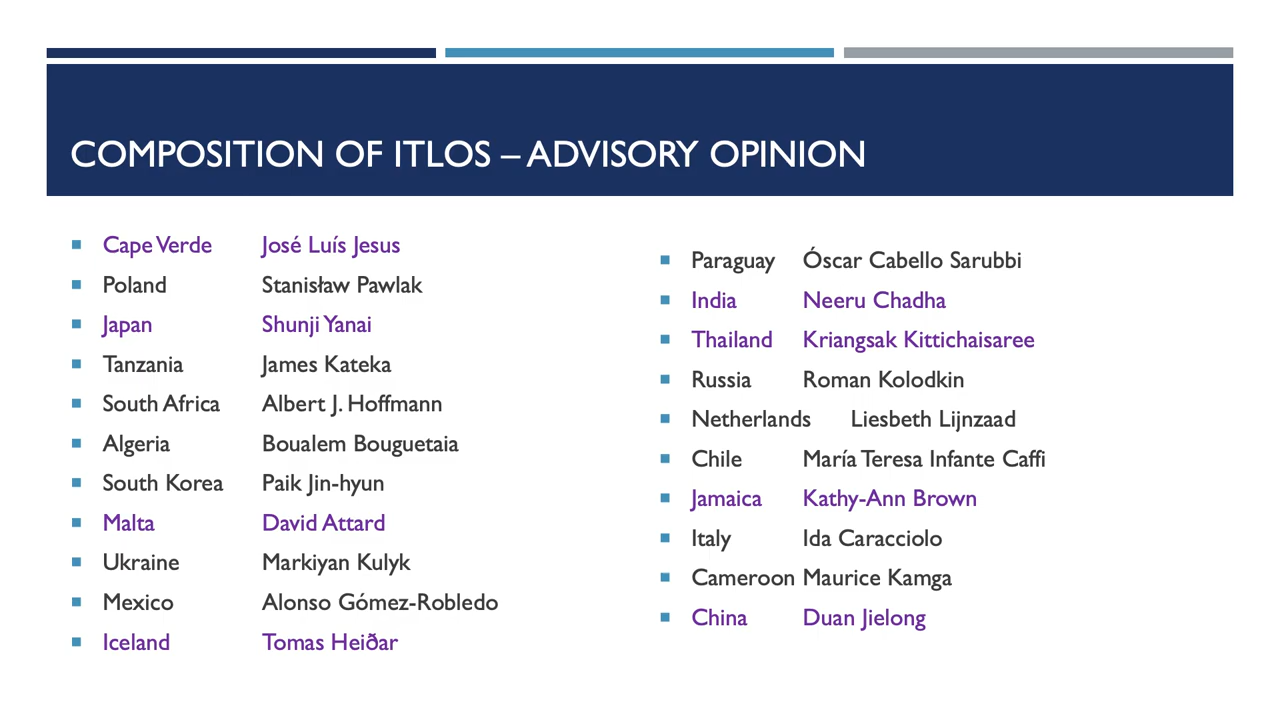 COMPOSITION OF ITLOS – ADVISORY OPINION
Cape Verde José Luís Jesus
Poland Stanisław Pawlak
Japan Shunji Yanai
Tanzania James Kateka
South Africa Albert J. Hoffmann
Algeria Boualem Bouguetaia
South Korea Paik Jin-hyun
Malta David Attard
Ukraine Markiyan Kulyk
Mexico Alonso Gómez-Robledo
Iceland Tomas Heiðar
Paraguay Óscar Cabello Sarubbi
India Neeru Chadha
Thailand Kriangsak Kittichaisaree
Russia Roman Kolodkin
Netherlands Liesbeth Lijnzaad
Chile María Teresa Infante Caffi
Jamaica Kathy-Ann Brown
Italy Ida Caracciolo
Cameroon Maurice Kamga
China Duan Jielong